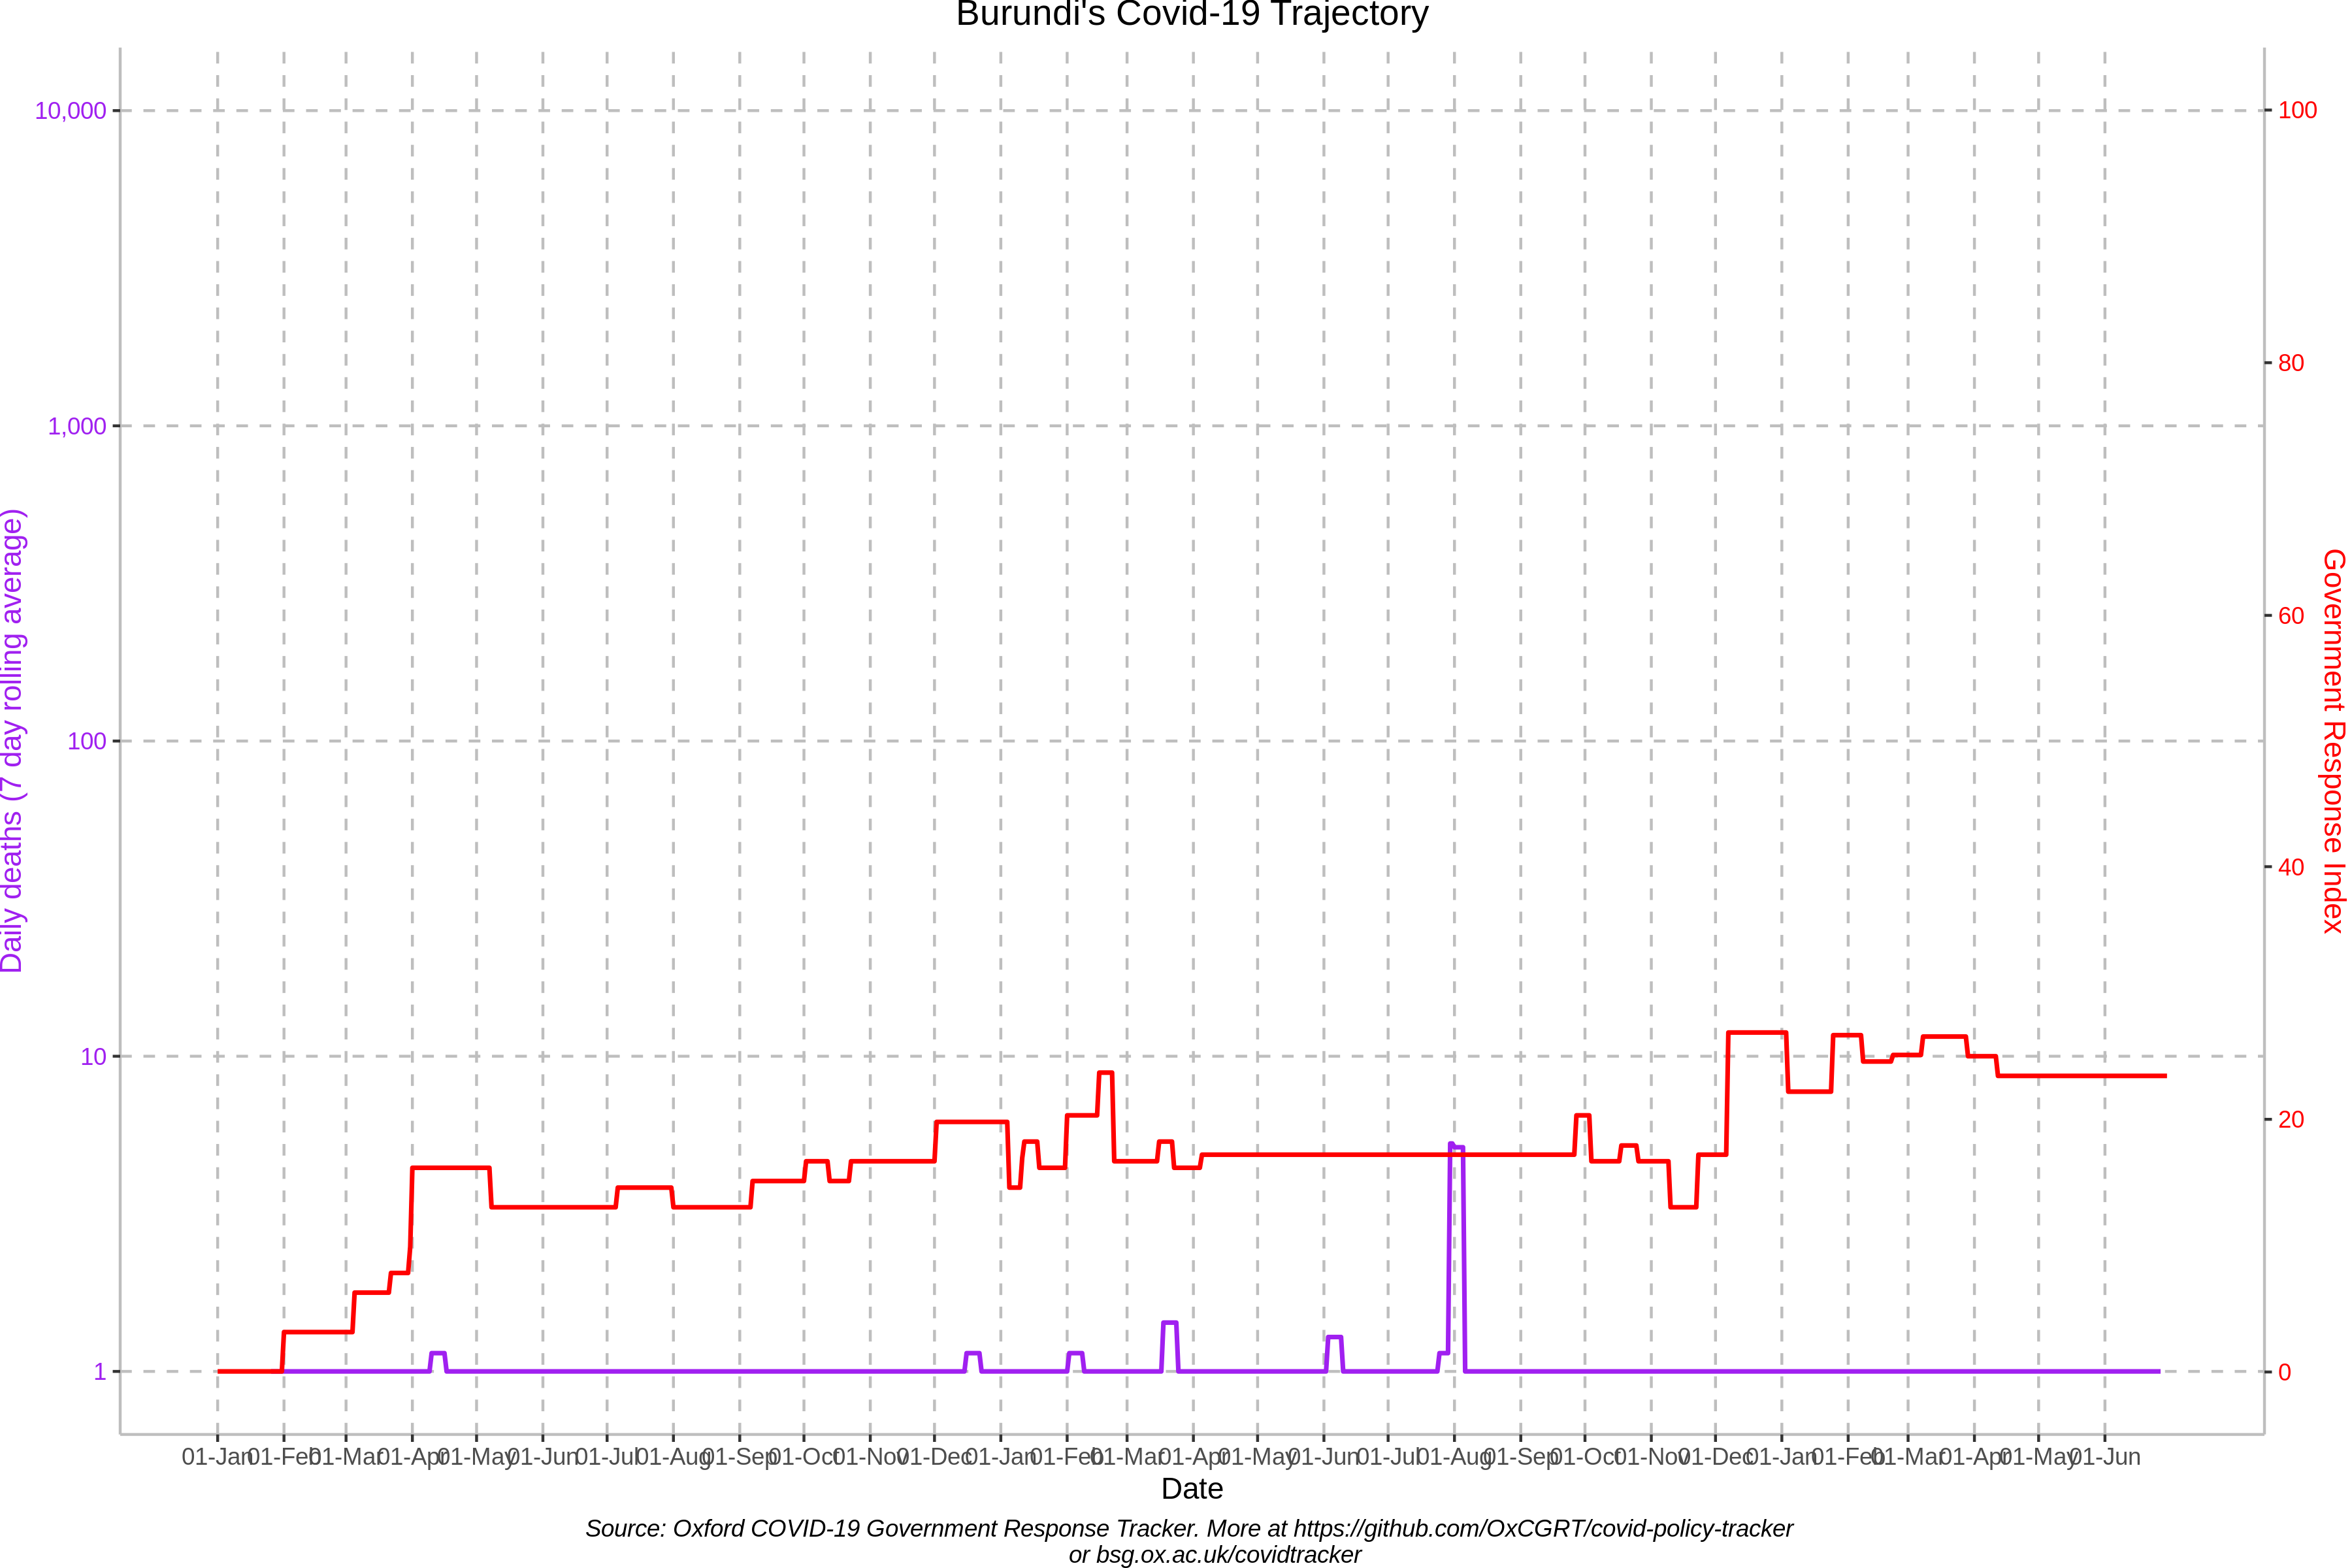 Burundi's Covid-19 Trajectory
10,000
1,000
100
10
1
Daily deaths (7 day rolling average)
100
80
60
40
20
0
Government Response Index
01-Jan 01-Feb 01-Mar 01-Apr 01-May 01-Jun 01-Jul 01-Aug 01-Sep 01-Oct 01-Nov 01-Dec 01-Jan 01-Feb 01-Mar 01-Apr 01-May 01-Jun 01-Jul 01-Aug 01-Sep 01-Oct 01-Nov 01-Dec 01-Jan 01-Feb 01-Mar 01-Apr 01-May 01-Jun
Date
Source: Oxford COVID-19 Government Response Tracker. More at https://github.com/OxCGRT/covid-policy-tracker
or bsg.ox.ac.uk/covidtracker